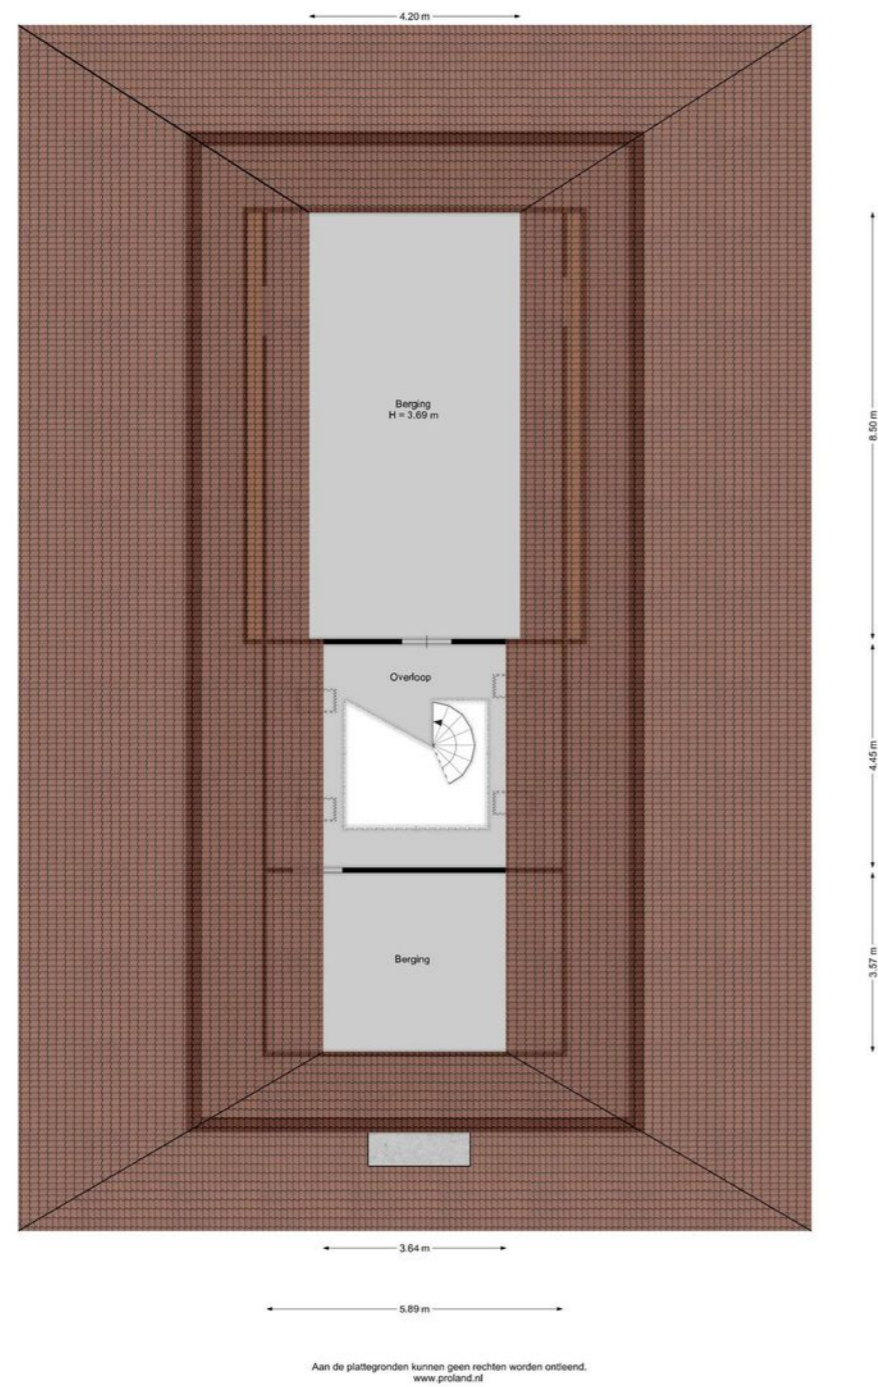 4.20 m
Berging
H = 3.69 m
8.50 m
Overloop
4.45 m
Berging
3.57 m
3.64 m
5.89 m
Aan de plattegronden kunnen geen rechten worden ontleend.
www.proland.nl